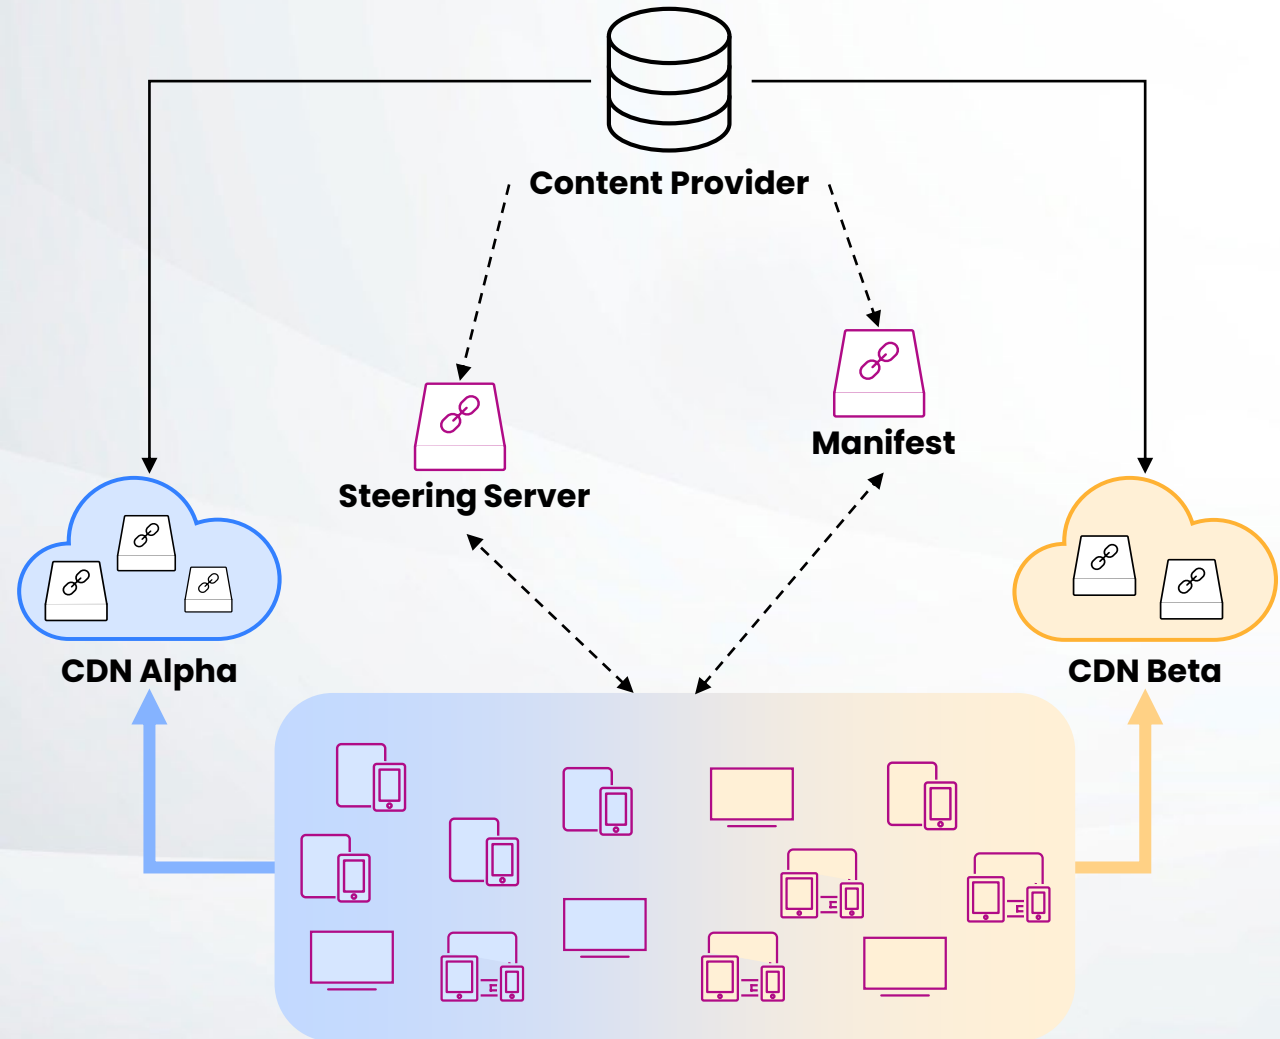 Content Provider
Manifest
Steering Server
CDN Alpha
CDN Beta